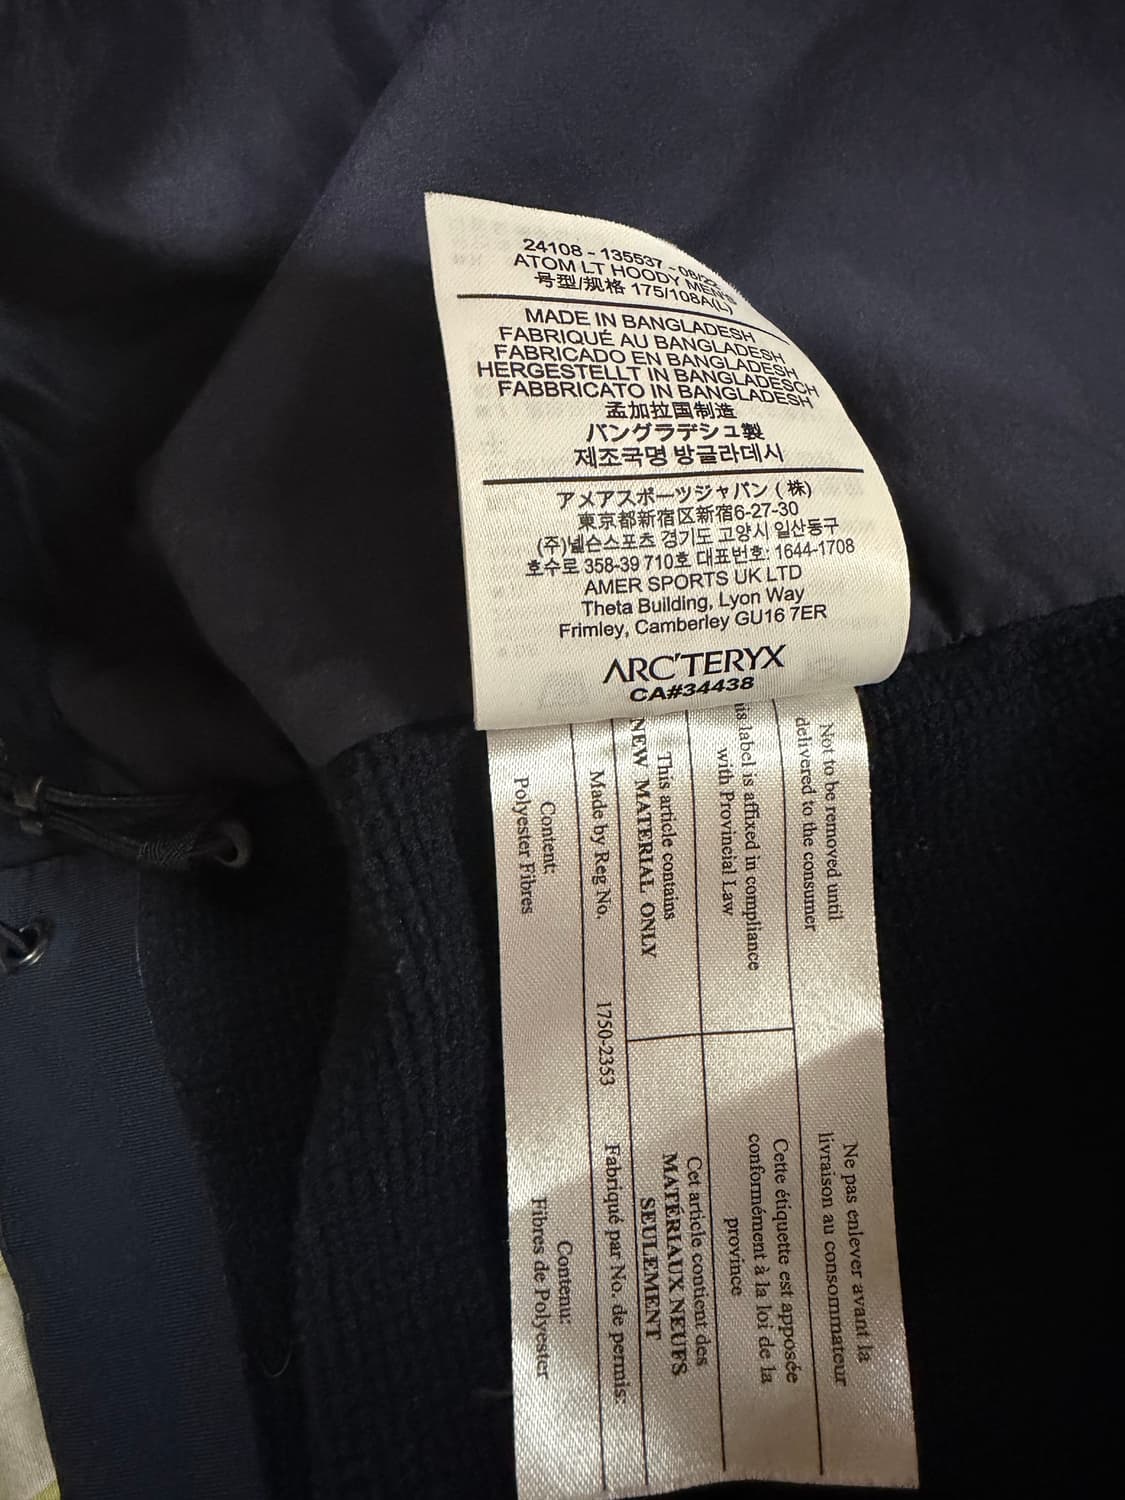 24108 - 135537 - 08/22
ATOM LT HOODY MEN'S
号型/规格 175/108A(L)
MADE IN BANGLADESH
FABRIQUÉ AU BANGLADESH
FABRICADO EN BANGLADESH
HERGESTELLT IN BANGLADESCH
FABBRICATO IN BANGLADESH
孟加拉国制造
バングラデシュ製
제조국명 방글라데시
アメアスポーツジャパン (株)
東京都新宿区新宿6-27-30
(주)넬슨스포츠 경기도 고양시 일산동구
호수로 358-39 710호 대표번호: 1644-1708
AMER SPORTS UK LTD
Theta Building, Lyon Way
Frimley, Camberley GU16 7ER
ARC'TERYX
CA#34438
Not to be removed until
delivered to the consumer
Ne pas enlever avant la
livraison au consommateur
is label is affixed in compliance
with Provincial Law
Cette étiquette est apposée
conformément à la loi de la
province
This article contains
NEW MATERIAL ONLY
Cet article contient des
MATÉRIAUX NEUFS
SEULEMENT
Made by Reg No. 1750-2353 Fabriqué par No. de permis:
Content:
Polyester Fibres
Contenu:
Fibres de Polyester